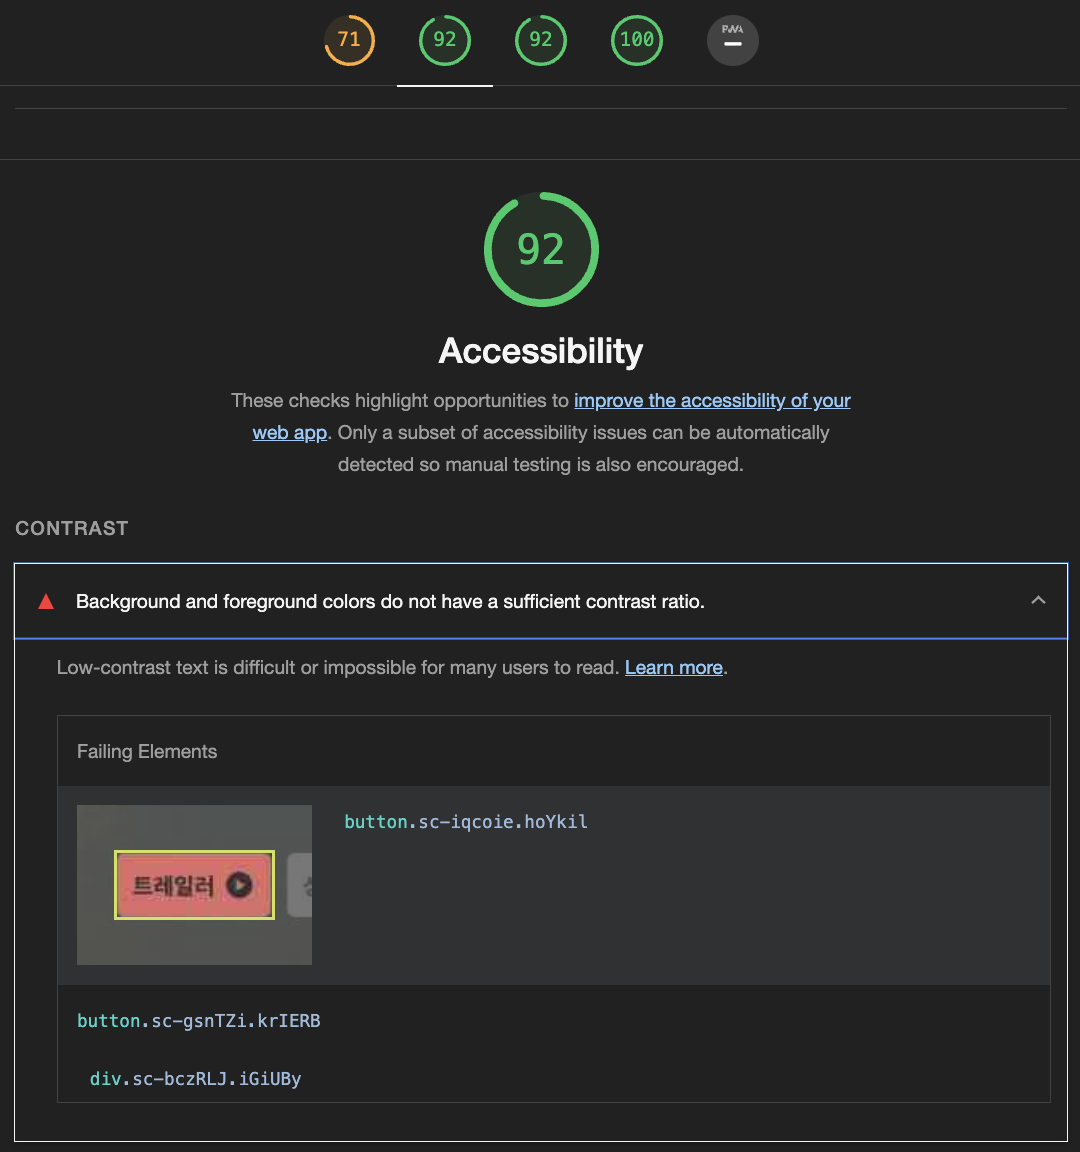 71 92 92 100 PWA
92
Accessibility
These checks highlight opportunities to improve the accessibility of your
web app. Only a subset of accessibility issues can be automatically
detected so manual testing is also encouraged.
CONTRAST
Background and foreground colors do not have a sufficient contrast ratio.
Low-contrast text is difficult or impossible for many users to read. Learn more.
Failing Elements
트레일러
button.sc-iqcoie.hoYkil
button.sc-gsnTZi.krIERB
div.sc-bczRLJ.iGiUBy